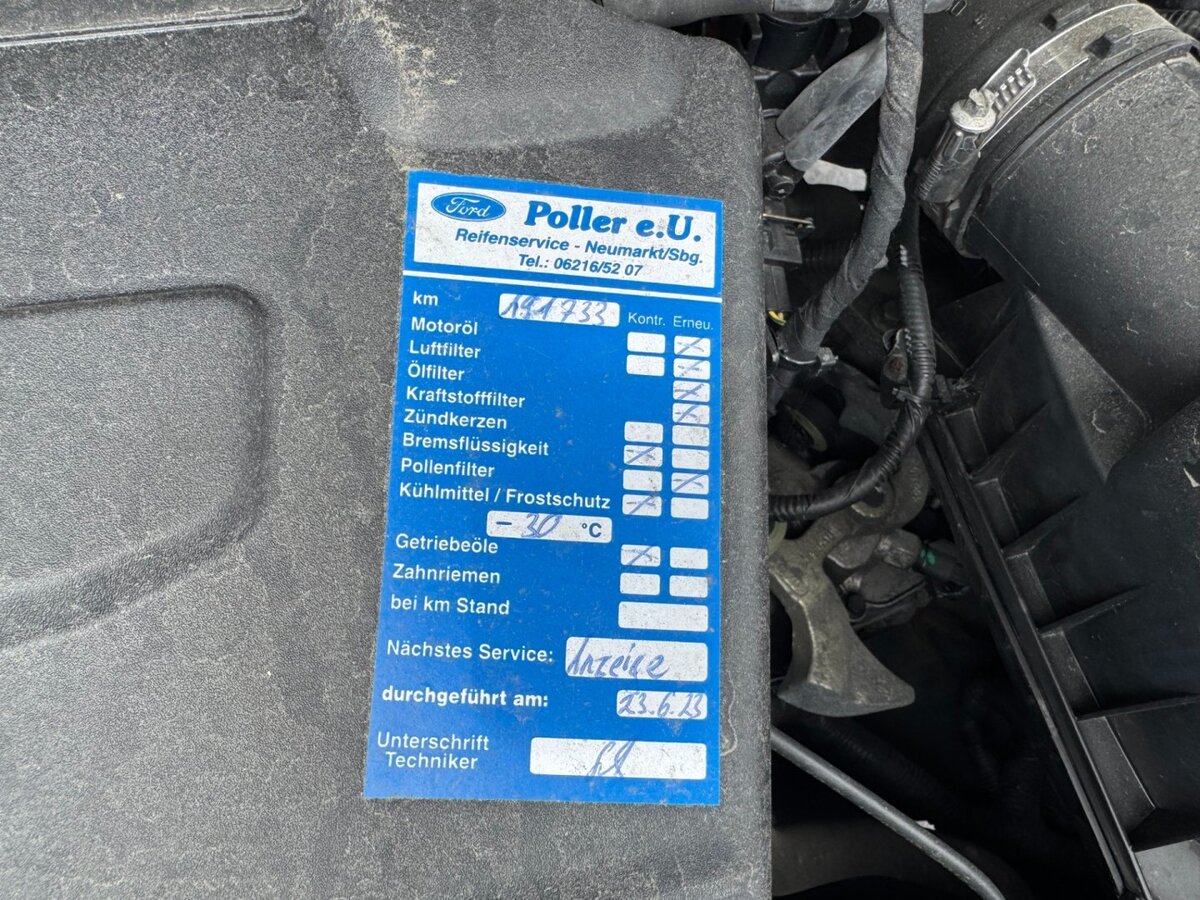 Ford Poller e.U.
Reifenservice - Neumarkt/Sbg.
Tel.: 06216/52 07
km 191733 Kontr. Erneu.
Motoröl
Luftfilter
Ölfilter
Kraftstofffilter
Zündkerzen
Bremsflüssigkeit
Pollenfilter
Kühlmittel / Frostschutz
- 30 °C
Getriebeöle
Zahnriemen
bei km Stand
Nächstes Service: Anzeige
durchgeführt am: 23.6.23
Unterschrift
Techniker